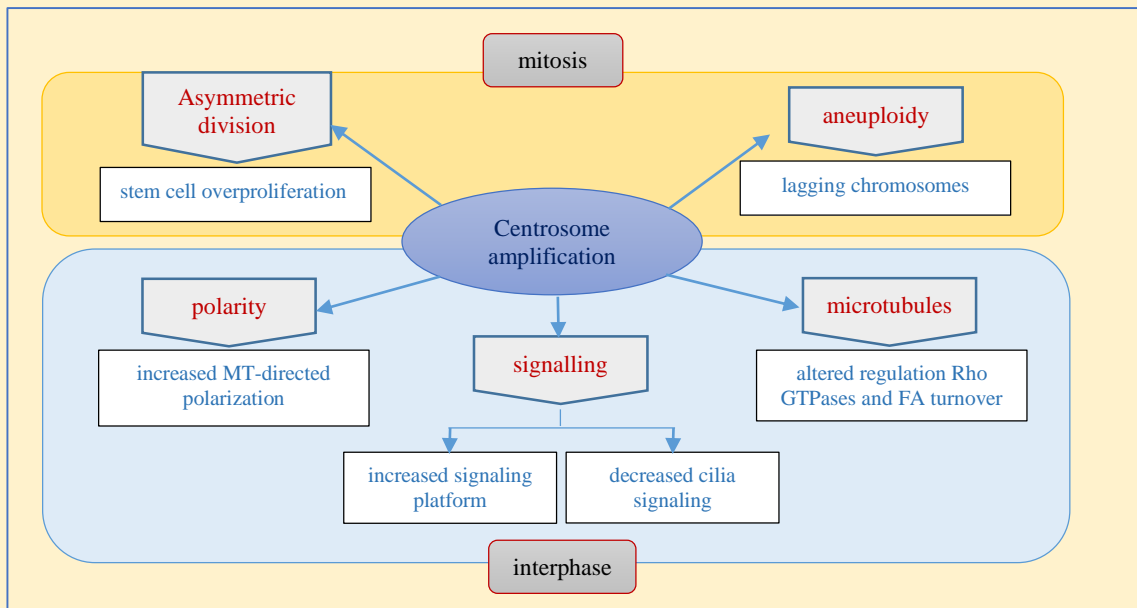 mitosis
Asymmetric
division
aneuploidy
stem cell overproliferation
lagging chromosomes
Centrosome
amplification
polarity
microtubules
signalling
increased MT-directed
polarization
altered regulation Rho
GTPases and FA turnover
increased signaling
platform
decreased cilia
signaling
interphase